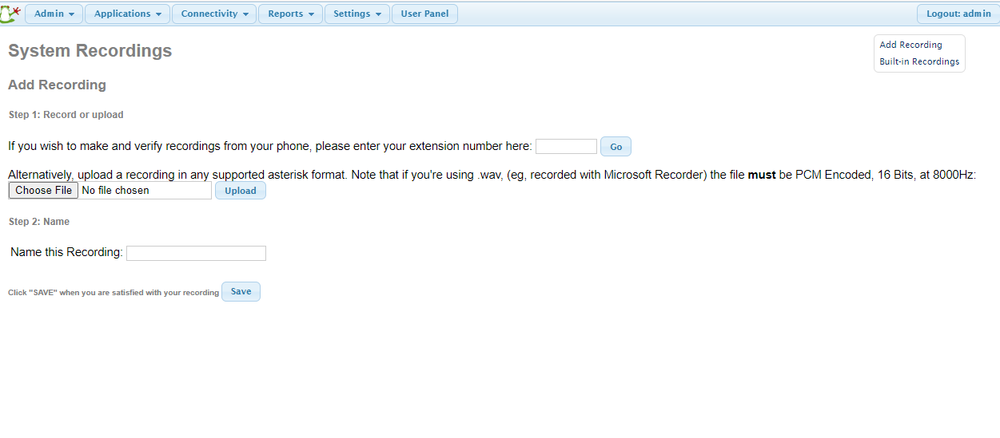 Admin Applications Connectivity Reports Settings User Panel Logout: admin
System Recordings
Add Recording
Built-in Recordings
Add Recording
Step 1: Record or upload
If you wish to make and verify recordings from your phone, please enter your extension number here: Go
Alternatively, upload a recording in any supported asterisk format. Note that if you're using .wav, (eg, recorded with Microsoft Recorder) the file must be PCM Encoded, 16 Bits, at 8000Hz:
Choose File No file chosen Upload
Step 2: Name
Name this Recording:
Click "SAVE" when you are satisfied with your recording Save